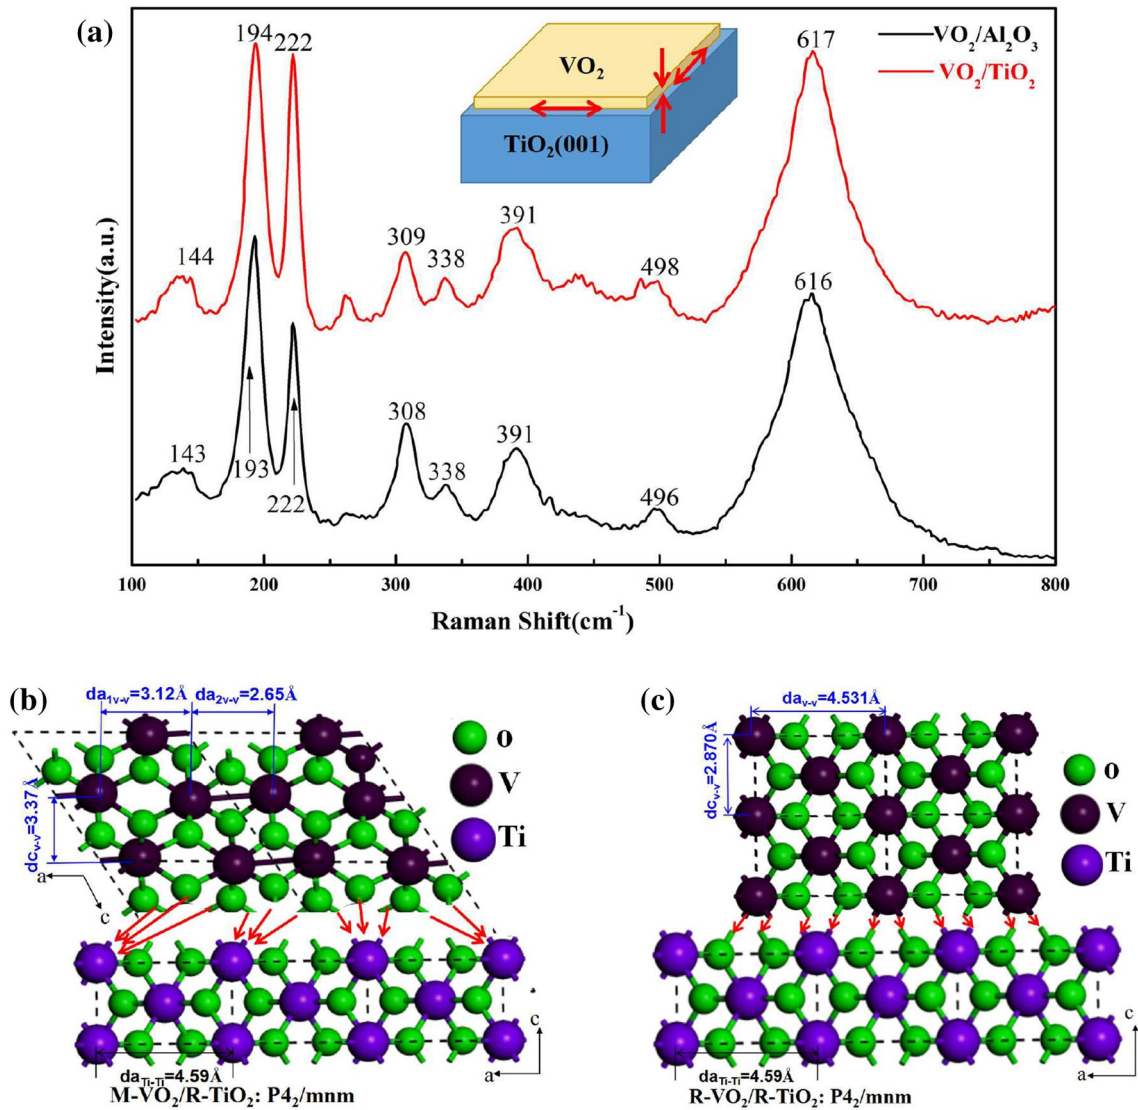 (a)
194
222
617
VO2/Al2O3
VO2/TiO2
VO2
TiO2(001)
144
309
338
391
498
616
143
193
222
308
338
391
496
Intensity(a.u.)
100 200 300 400 500 600 700 800
Raman Shift(cm-1)
(b)
da1v-v=3.12Å da2v-v=2.65Å
dcv-v=3.37Å
o
V
Ti
a
c
c
a
daTi-Ti=4.59Å
M-VO2/R-TiO2: P42/mnm
(c)
dav-v=4.531Å
dcv-v=2.870Å
o
V
Ti
c
a
daTi-Ti=4.59Å
R-VO2/R-TiO2: P42/mnm